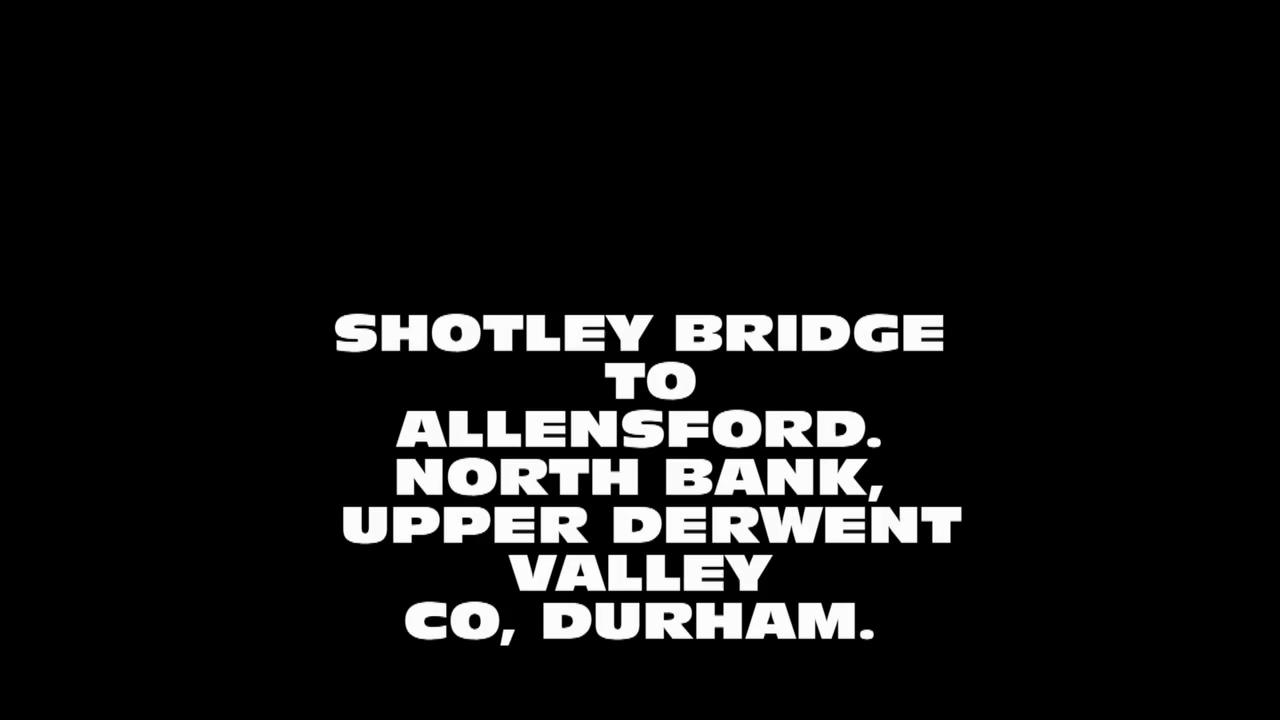 SHOTLEY BRIDGE
TO
ALLENSFORD.
NORTH BANK,
UPPER DERWENT
VALLEY
CO, DURHAM.